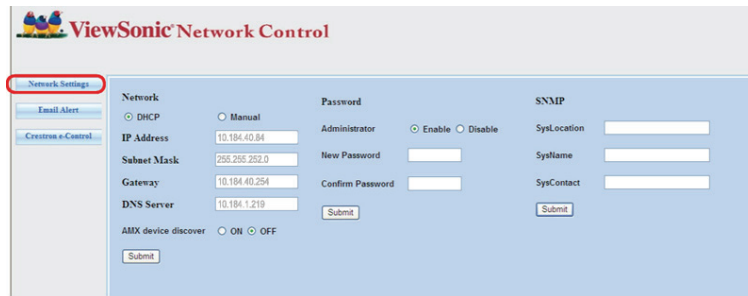 ViewSonic® Network Control
Network Settings
Email Alert
Crestron e-Control
Network
DHCP Manual
IP Address 10.184.40.84
Subnet Mask 255.255.252.0
Gateway 10.184.40.254
DNS Server 10.184.1.219
AMX device discover ON OFF
Submit
Password
Administrator Enable Disable
New Password
Confirm Password
Submit
SNMP
SysLocation
SysName
SysContact
Submit